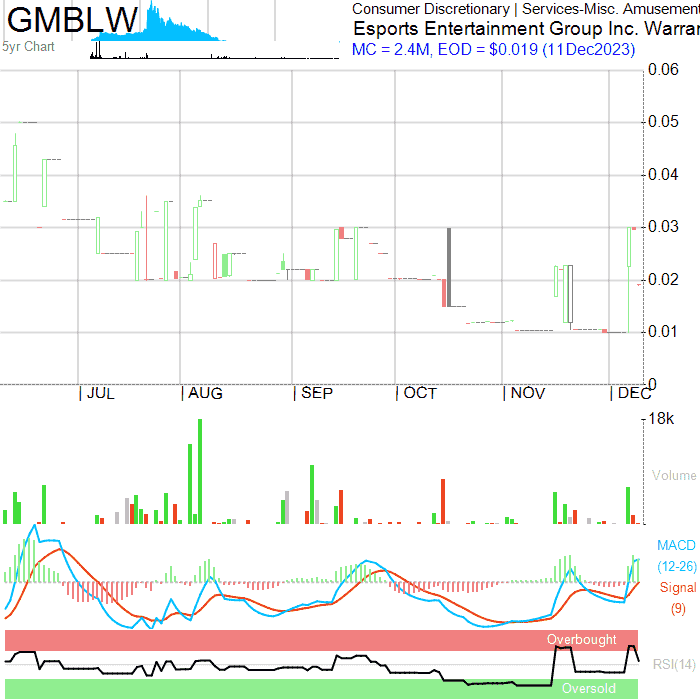 GMBLW
5yr Chart
Consumer Discretionary | Services-Misc. Amusement
Esports Entertainment Group Inc. Warran
MC = 2.4M, EOD = $0.019 (11Dec2023)
0.06
0.05
0.04
0.03
0.02
0.01
0
| JUL | AUG | SEP | OCT | NOV | DEC
18k
Volume
MACD
(12-26)
Signal
(9)
Overbought
RSI(14)
Oversold